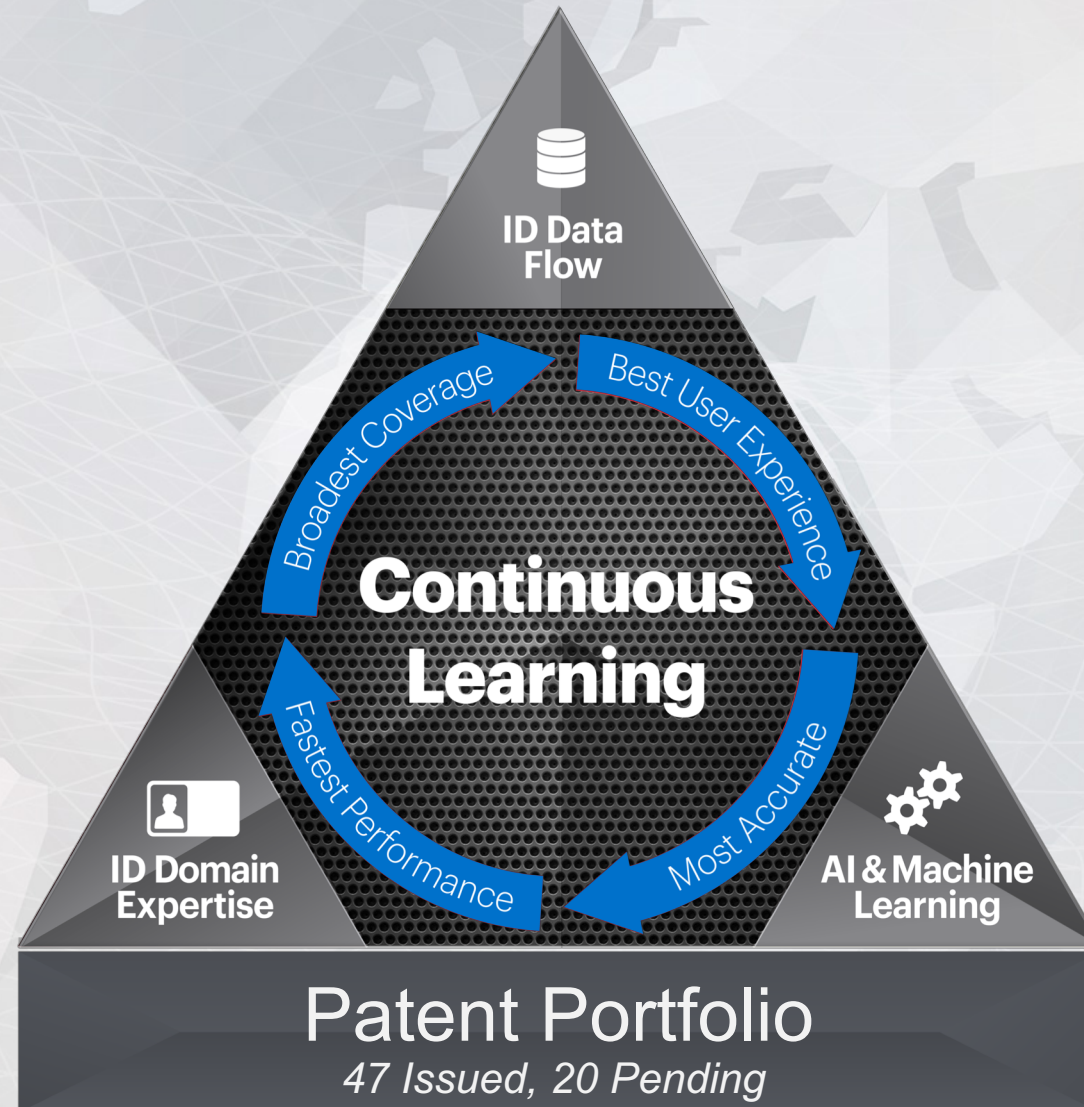 ID Data
Flow
Broadest Coverage
Best User Experience
Continuous
Learning
Fastest Performance
Most Accurate
ID Domain
Expertise
AI & Machine
Learning
Patent Portfolio
47 Issued, 20 Pending